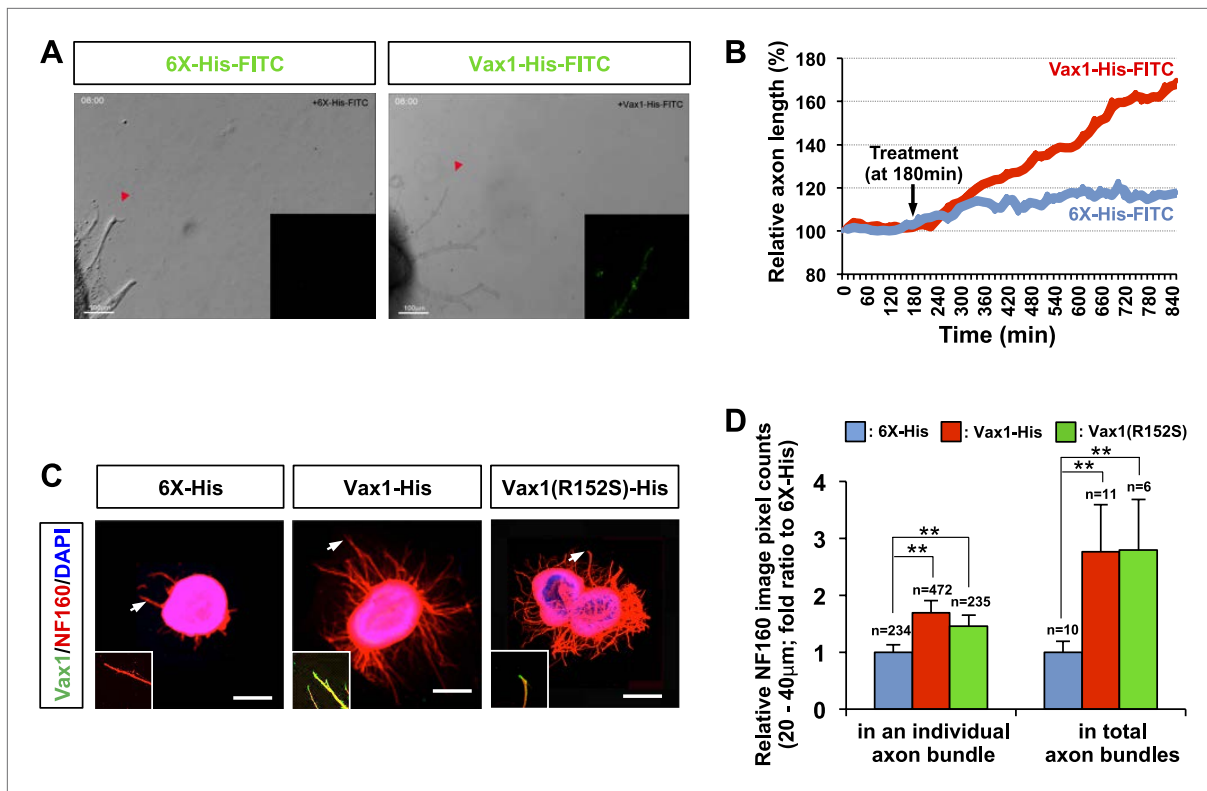 A
6X-His-FITC
Vax1-His-FITC
08:00
+6X-His-FITC
100µm
08:00
+Vax1-His-FITC
100µm
B
Relative axon length (%)
180
160
140
120
100
80
Vax1-His-FITC
Treatment
(at 180min)
6X-His-FITC
0
60
120
180
240
300
360
420
480
540
600
660
720
780
840
Time (min)
C
6X-His
Vax1-His
Vax1(R152S)-His
Vax1/NF160/DAPI
D
: 6X-His
: Vax1-His
: Vax1(R152S)
Relative NF160 image pixel counts
(20 - 40µm; fold ratio to 6X-His)
4
3
2
1
0
**
**
n=234
n=472
n=235
**
**
n=10
n=11
n=6
in an individual
axon bundle
in total
axon bundles